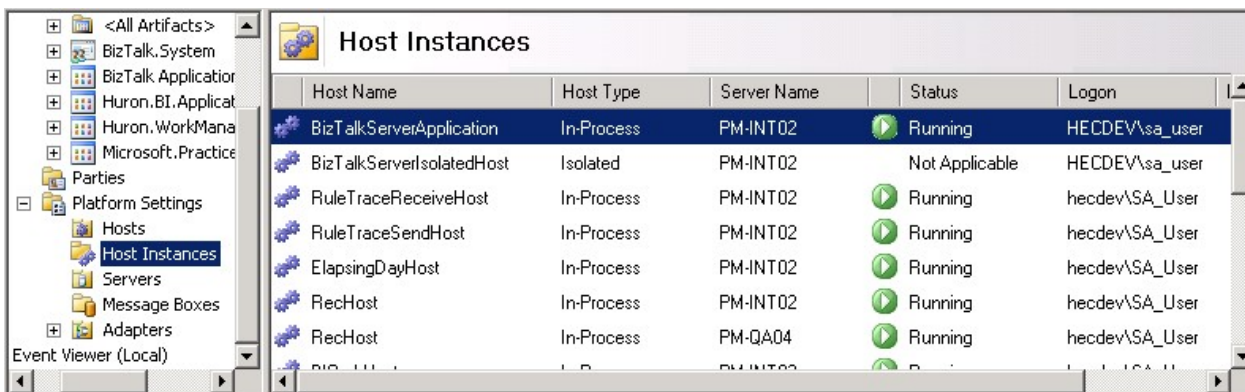 <All Artifacts>
BizTalk.System
BizTalk Application
Huron.BI.Applicat
Huron.WorkMana
Microsoft.Practice
Parties
Platform Settings
Hosts
Host Instances
Servers
Message Boxes
Adapters
Event Viewer (Local)
Host Instances
Host Name Host Type Server Name Status Logon
BizTalkServerApplication In-Process PM-INT02 Running HECDEV\sa_user
BizTalkServerIsolatedHost Isolated PM-INT02 Not Applicable HECDEV\sa_user
RuleTraceReceiveHost In-Process PM-INT02 Running hecdev\SA_User
RuleTraceSendHost In-Process PM-INT02 Running hecdev\SA_User
ElapsingDayHost In-Process PM-INT02 Running hecdev\SA_User
RecHost In-Process PM-INT02 Running hecdev\SA_User
RecHost In-Process PM-QA04 Running hecdev\SA_User